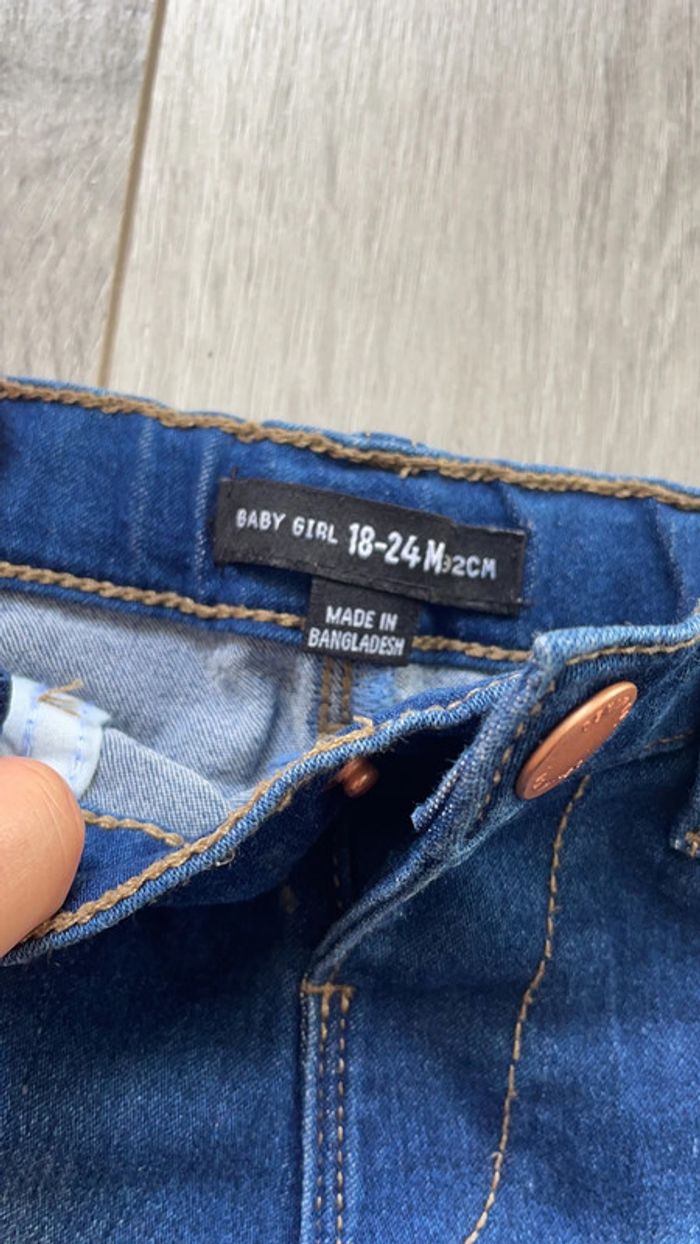 BABY GIRL 18-24 M 92CM
MADE IN
BANGLADESH